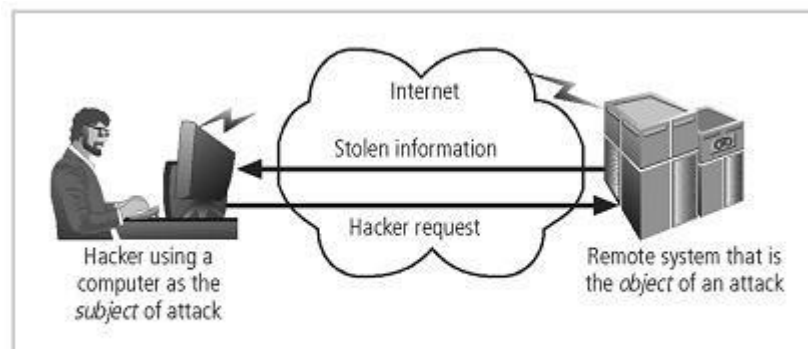 Internet
Stolen information
Hacker request
Hacker using a
computer as the
subject of attack
Remote system that is
the object of an attack